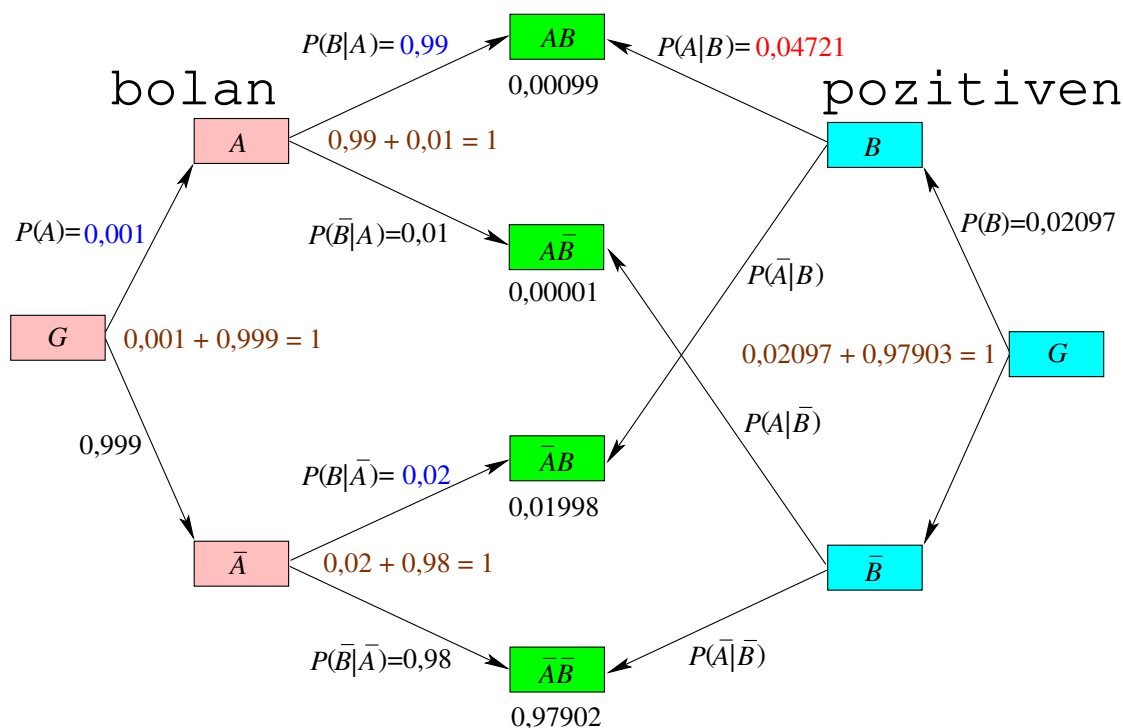 P(B|A)= 0,99
AB
P(A|B)= 0,04721
0,00099
bolan
pozitiven
A
0,99 + 0,01 = 1
B
P(A)= 0,001
P(B̅|A)=0,01
AB̅
P(B)=0,02097
0,00001
P(A̅|B)
G
0,001 + 0,999 = 1
0,02097 + 0,97903 = 1
G
0,999
P(B|A̅)= 0,02
A̅B
P(A|B̅)
0,01998
A̅
0,02 + 0,98 = 1
B̅
P(B̅|A̅)=0,98
A̅B̅
P(A̅|B̅)
0,97902